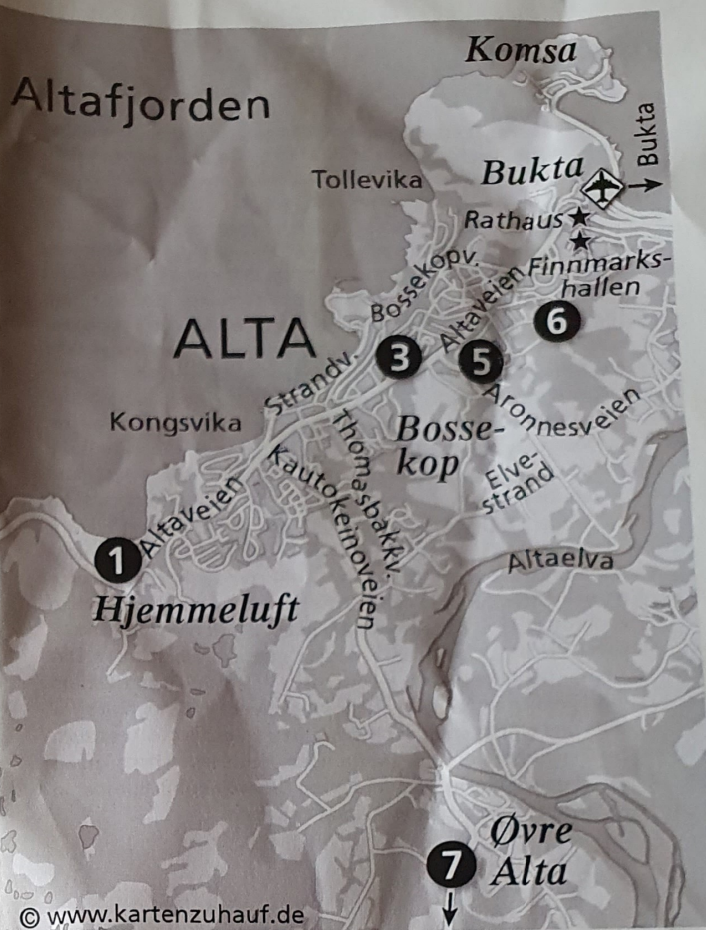 Komsa
Altafjorden
Bukta
Bukta
Tollevika
Rathaus
Bossekopv.
Altaveien
Finnmarks-
hallen
6
ALTA
3
5
Strandv.
Aronnesveien
Kongsvika
Bosse-
kop
Thomasbakkv.
Kautokeinoveien
Elve-
strand
Altaveien
1
Altaelva
Hjemmeluft
Øvre
Alta
7
© www.kartenzuhauf.de